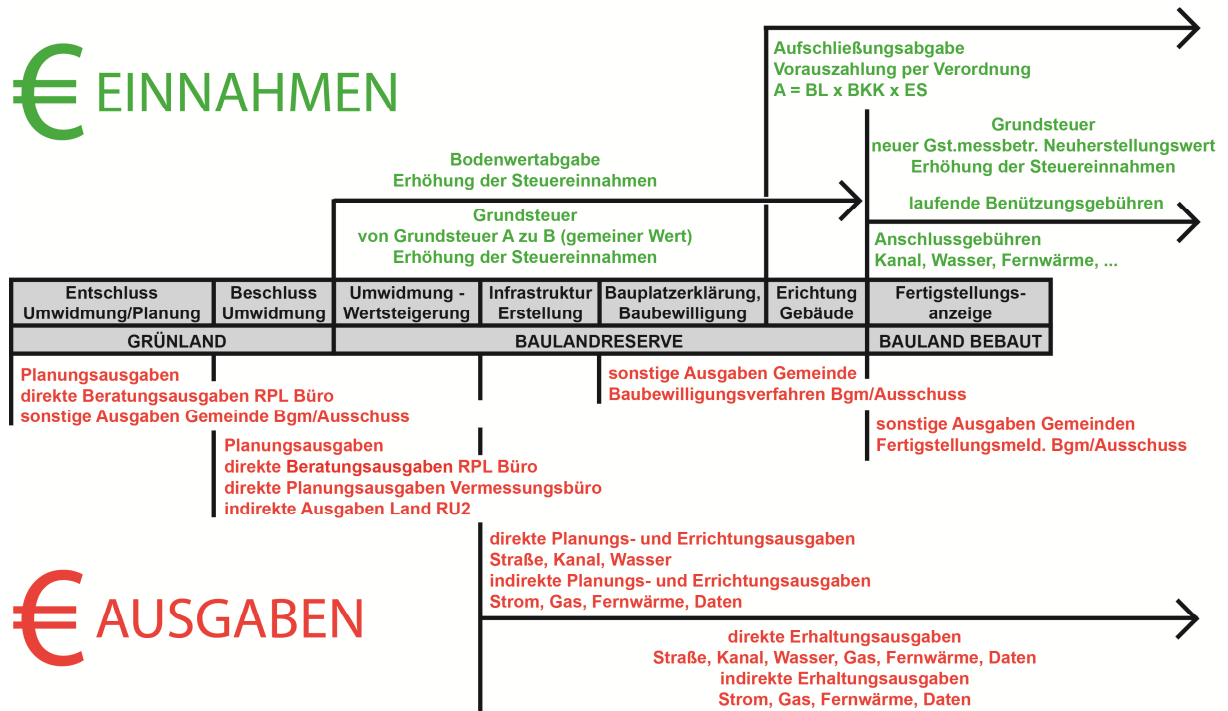 € EINNAHMEN
Aufschließungsabgabe
Vorauszahlung per Verordnung
A = BL x BKK x ES
Grundsteuer
neuer Gst.messbetr. Neuherstellungswert
Erhöhung der Steuereinnahmen
laufende Benützungsgebühren
Anschlussgebühren
Kanal, Wasser, Fernwärme, ...
Bodenwertabgabe
Erhöhung der Steuereinnahmen
Grundsteuer
von Grundsteuer A zu B (gemeiner Wert)
Erhöhung der Steuereinnahmen
Entschluss
Umwidmung/Planung
Beschluss
Umwidmung
Umwidmung -
Wertsteigerung
Infrastruktur
Erstellung
Bauplatzerklärung,
Baubewilligung
Erichtung
Gebäude
Fertigstellungs-
anzeige
GRÜNLAND
BAULANDRESERVE
BAULAND BEBAUT
Planungsausgaben
direkte Beratungsausgaben RPL Büro
sonstige Ausgaben Gemeinde Bgm/Ausschuss
Planungsausgaben
direkte Beratungsausgaben RPL Büro
direkte Planungsausgaben Vermessungsbüro
indirekte Ausgaben Land RU2
sonstige Ausgaben Gemeinde
Baubewilligungsverfahren Bgm/Ausschuss
sonstige Ausgaben Gemeinden
Fertigstellungsmeld. Bgm/Ausschuss
direkte Planungs- und Errichtungsausgaben
Straße, Kanal, Wasser
indirekte Planungs- und Errichtungsausgaben
Strom, Gas, Fernwärme, Daten
€ AUSGABEN
direkte Erhaltungsausgaben
Straße, Kanal, Wasser, Gas, Fernwärme, Daten
indirekte Erhaltungsausgaben
Strom, Gas, Fernwärme, Daten